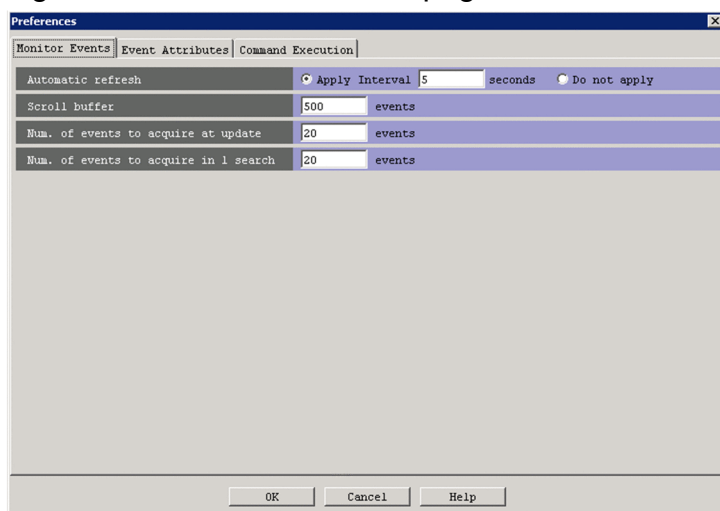 Preferences
Monitor Events Event Attributes Command Execution
Automatic refresh Apply Interval 5 seconds Do not apply
Scroll buffer 500 events
Num. of events to acquire at update 20 events
Num. of events to acquire in 1 search 20 events
OK Cancel Help